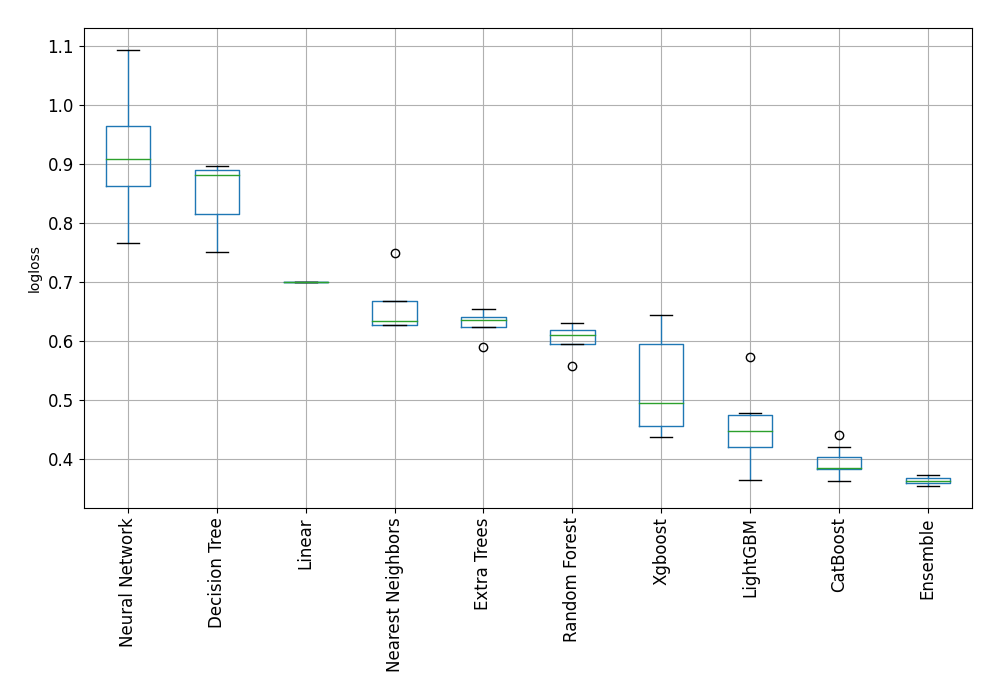 1.1
1.0
0.9
0.8
0.7
0.6
0.5
0.4
logloss
Neural Network
Decision Tree
Linear
Nearest Neighbors
Extra Trees
Random Forest
Xgboost
LightGBM
CatBoost
Ensemble